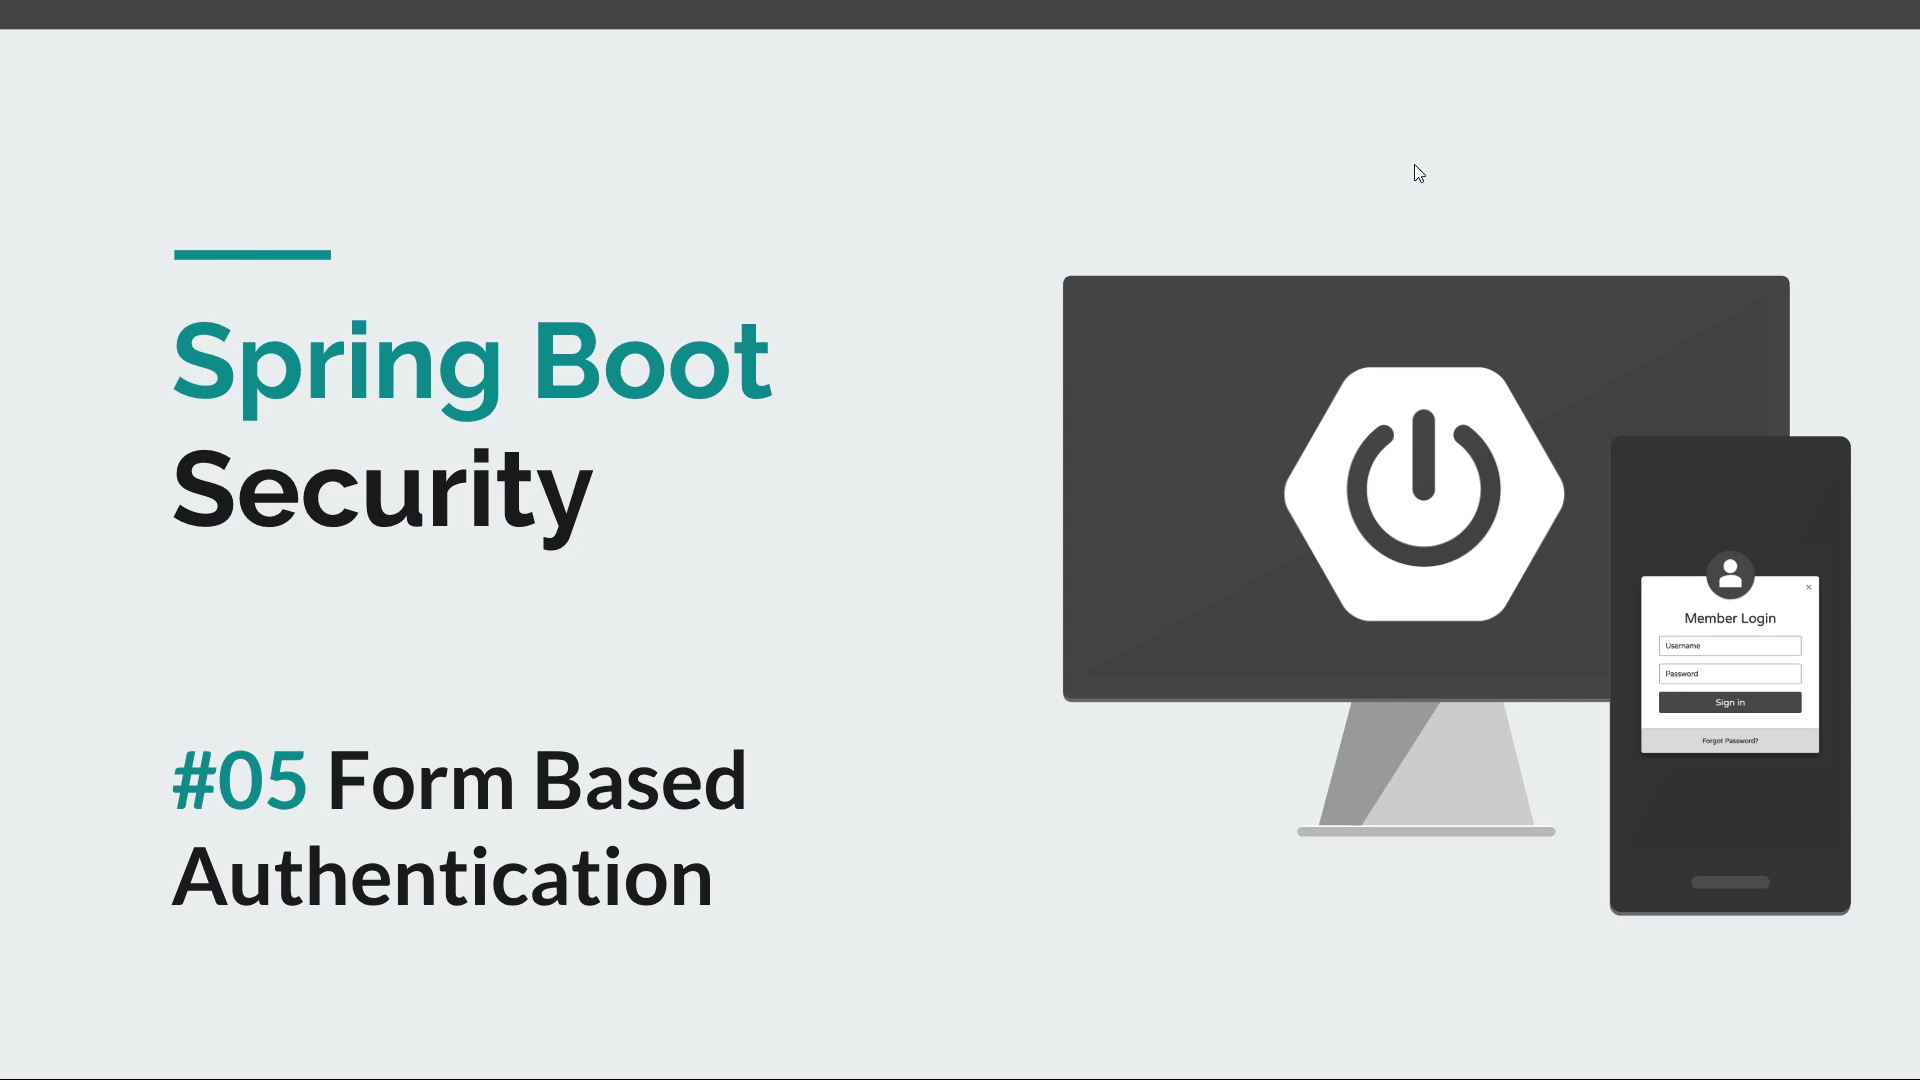 Spring Boot
Security
#05 Form Based
Authentication
Member Login
Username
Password
Sign in
Forgot Password?